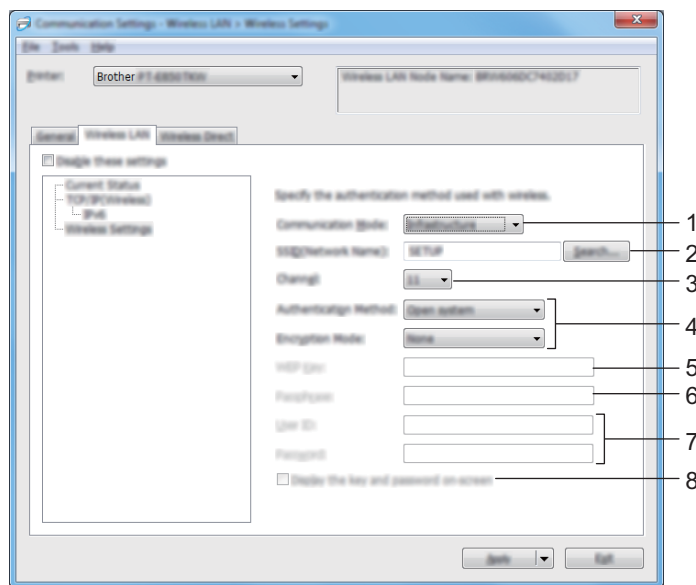 Communication Settings - Wireless LAN > Wireless Settings
File Tools Help
Printer: Brother
Wireless LAN Node Name:
General Wireless LAN Wireless Direct
Disable these settings
Current Status
TCP/IP(Wireless)
IPv6
Wireless Settings
Specify the authentication method used with wireless.
Communication Mode: Infrastructure 1
SSID(Network Name): SETUP Search... 2
Channel: 11 3
Authentication Method: Open system 4
Encryption Mode: None
WEP Key: 5
Passphrase: 6
User ID: 7
Password:
Display the key and password on-screen 8
Apply Exit